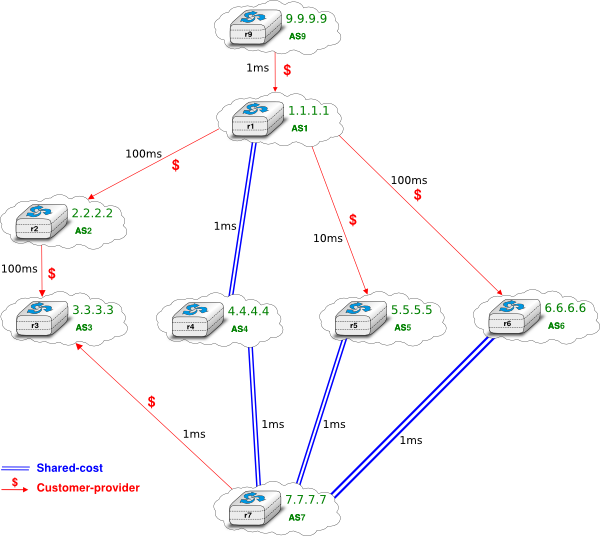 9.9.9.9
r9
AS9
1ms
$
1.1.1.1
r1
AS1
100ms
$
100ms
$
2.2.2.2
r2
AS2
1ms
$
10ms
100ms
$
3.3.3.3
r3
AS3
4.4.4.4
r4
AS4
5.5.5.5
r5
AS5
6.6.6.6
r6
AS6
$
1ms
1ms
1ms
1ms
Shared-cost
$
Customer-provider
7.7.7.7
r7
AS7